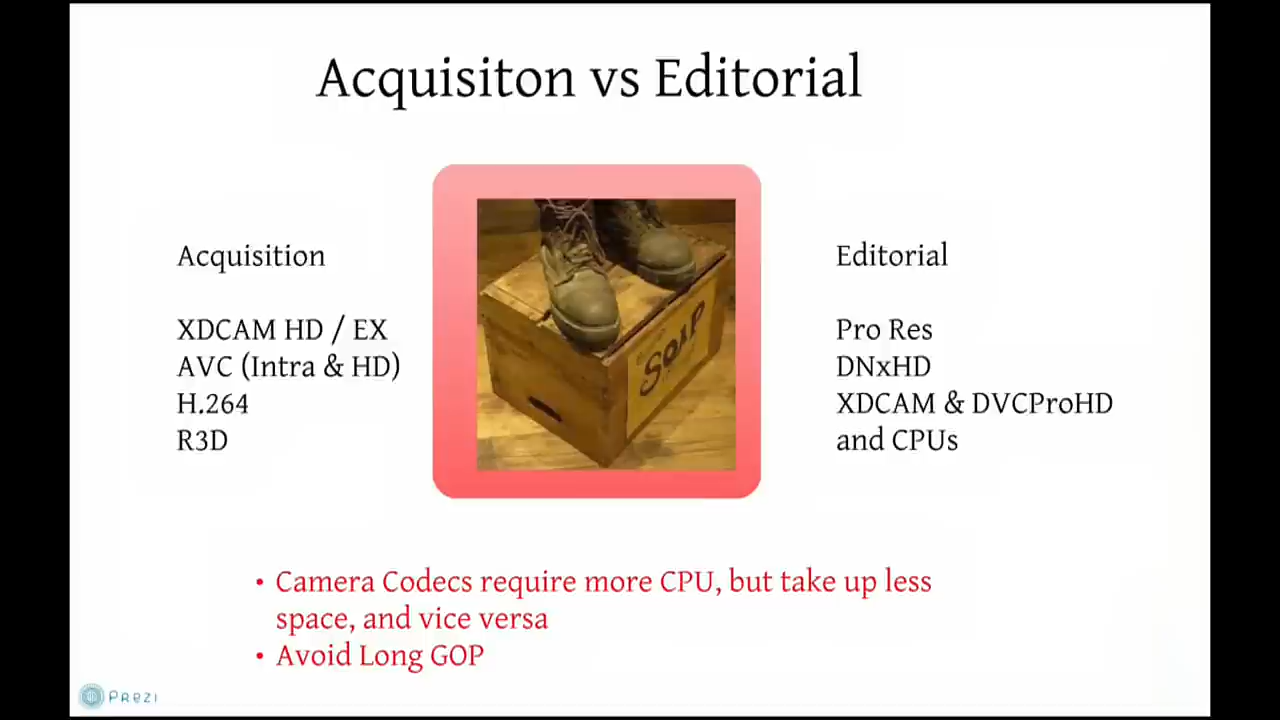 Acquisiton vs Editorial
Acquisition
XDCAM HD / EX
AVC (Intra & HD)
H.264
R3D
SOAP
Editorial
Pro Res
DNxHD
XDCAM & DVCProHD
and CPUs
• Camera Codecs require more CPU, but take up less
space, and vice versa
• Avoid Long GOP
Prezi